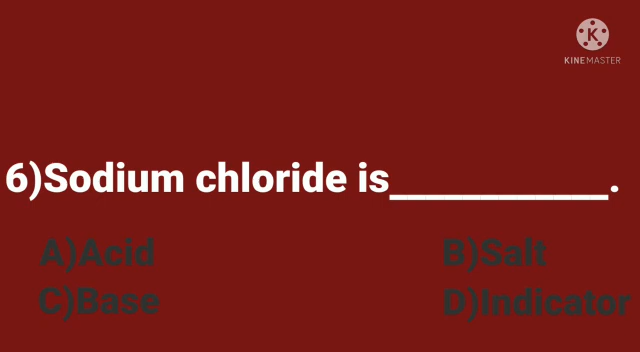 KINEMASTER
6)Sodium chloride is____________.
A)Acid B)Salt
C)Base D)Indicator